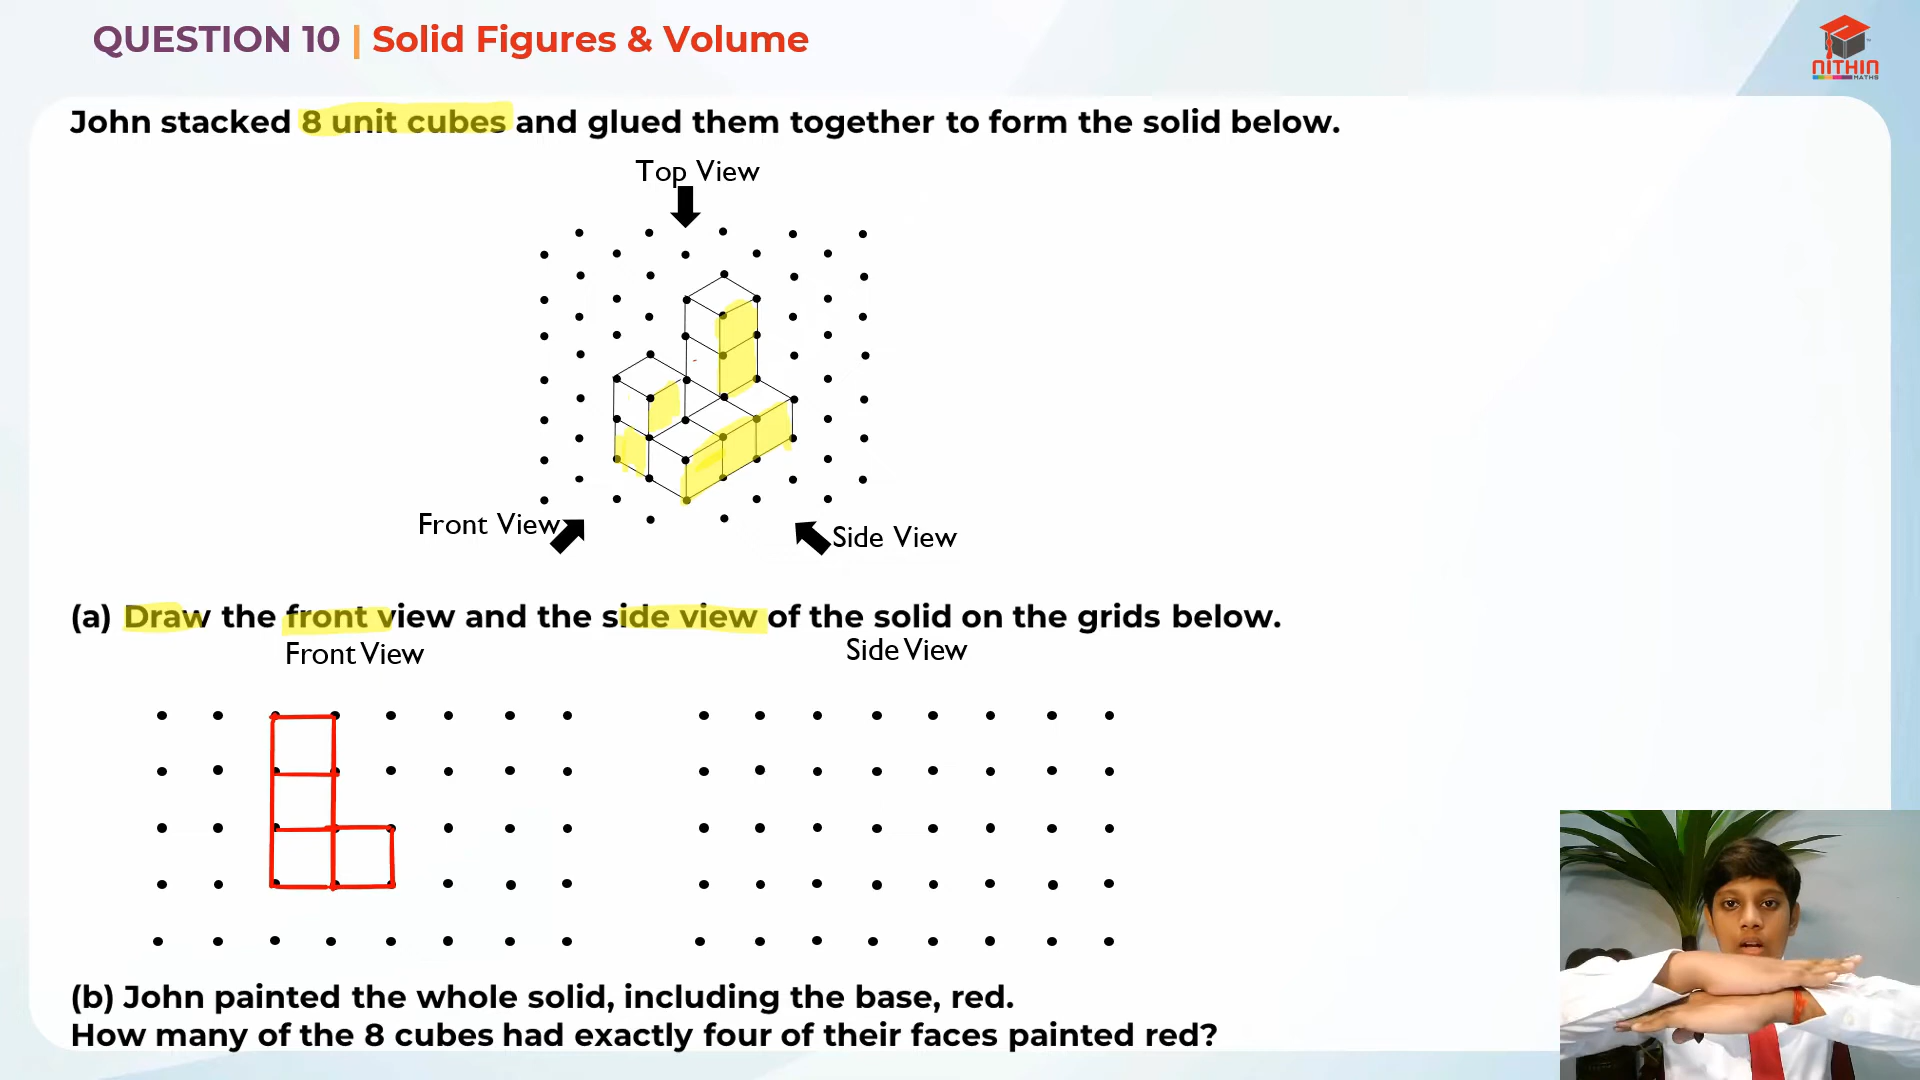 QUESTION 10 | Solid Figures & Volume
NITHIN
MATHS
John stacked 8 unit cubes and glued them together to form the solid below.
Top View
Front View
Side View
(a) Draw the front view and the side view of the solid on the grids below.
Front View
Side View
(b) John painted the whole solid, including the base, red.
How many of the 8 cubes had exactly four of their faces painted red?